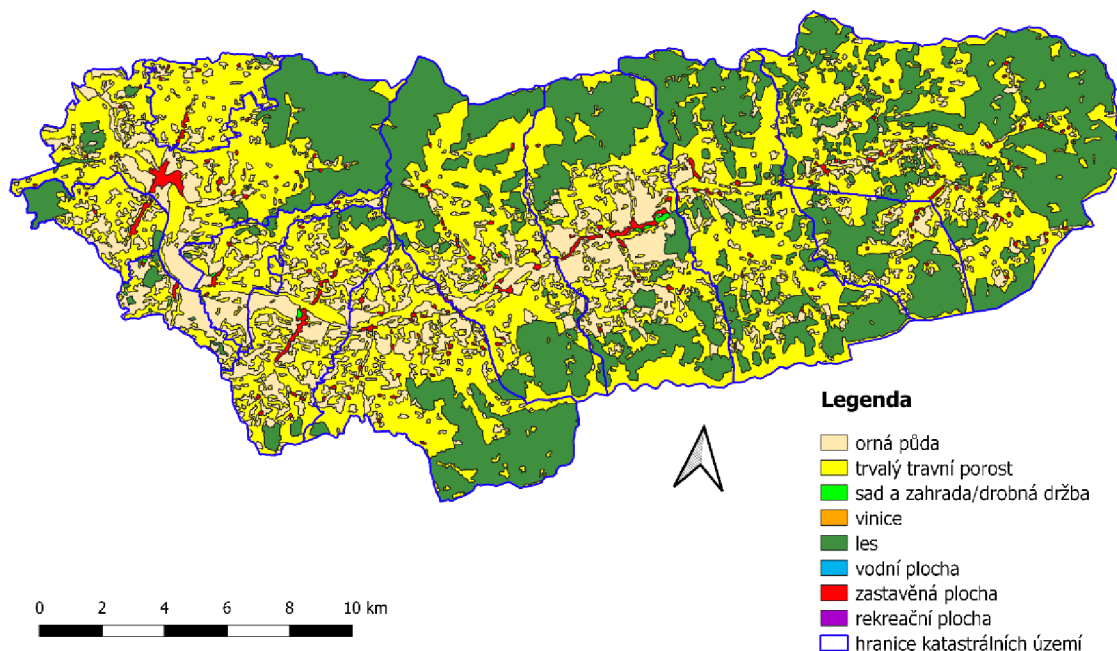 Legenda
orná půda
trvalý travní porost
sad a zahrada/drobná držba
vinice
les
vodní plocha
zastavěná plocha
rekreační plocha
hranice katastrálních území
0 2 4 6 8 10 km